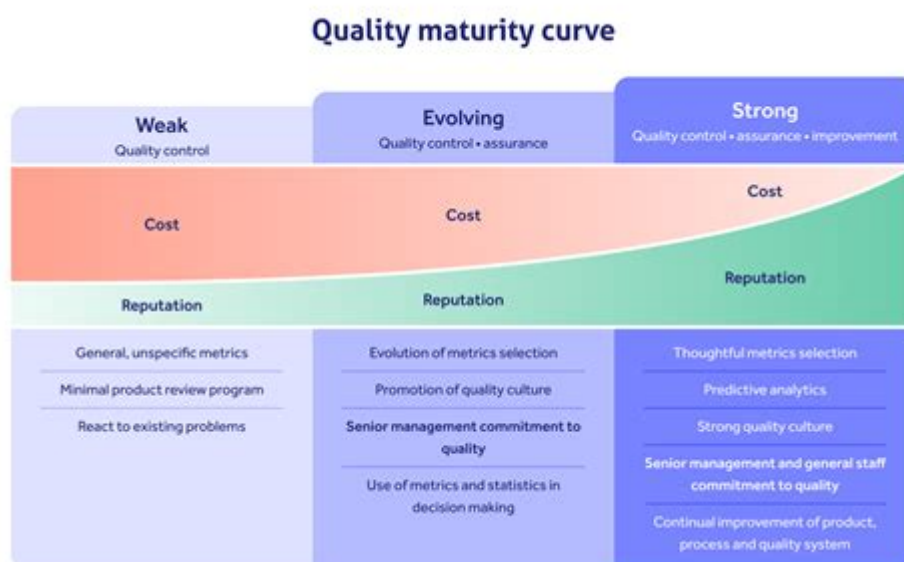 Quality maturity curve
Weak
Quality control
Evolving
Quality control • assurance
Strong
Quality control • assurance • improvement
Cost
Cost
Cost
Reputation
Reputation
Reputation
General, unspecific metrics
Minimal product review program
React to existing problems
Evolution of metrics selection
Promotion of quality culture
Senior management commitment to
quality
Use of metrics and statistics in
decision making
Thoughtful metrics selection
Predictive analytics
Strong quality culture
Senior management and general staff
commitment to quality
Continual improvement of product,
process and quality system